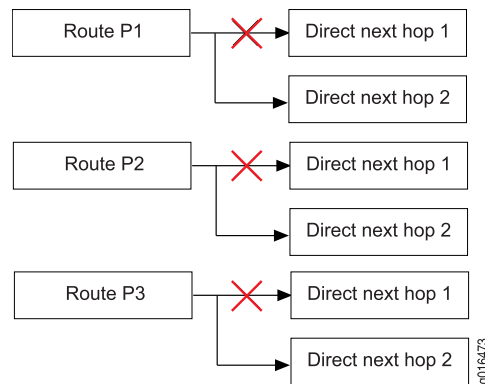 Route P1
Direct next hop 1
Direct next hop 2
Route P2
Direct next hop 1
Direct next hop 2
Route P3
Direct next hop 1
Direct next hop 2
g016473